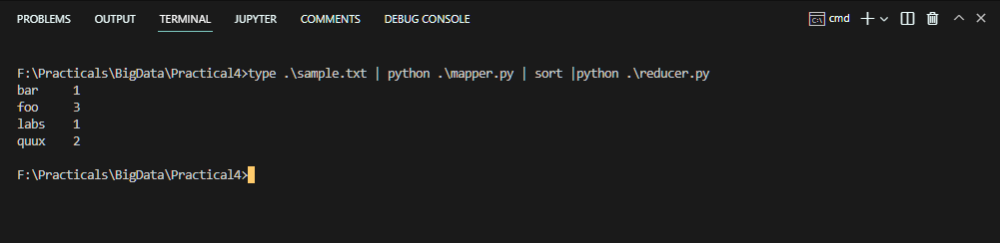 PROBLEMS OUTPUT TERMINAL JUPYTER COMMENTS DEBUG CONSOLE cmd
F:\Practicals\BigData\Practical4>type .\sample.txt | python .\mapper.py | sort |python .\reducer.py
bar 1
foo 3
labs 1
quux 2
F:\Practicals\BigData\Practical4>